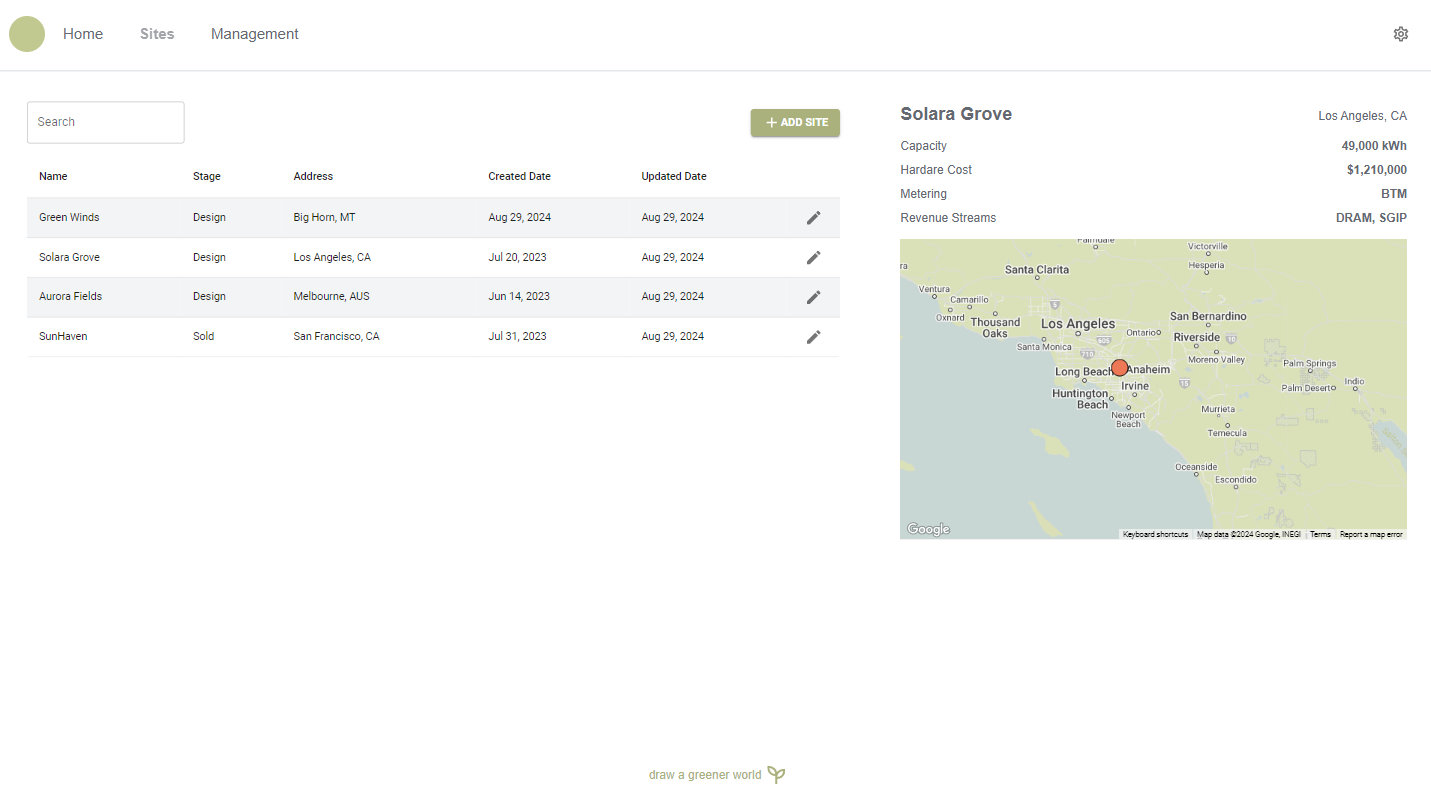 Home Sites Management
Search
ADD SITE
Name Stage Address Created Date Updated Date
Green Winds Design Big Horn, MT Aug 29, 2024 Aug 29, 2024
Solara Grove Design Los Angeles, CA Jul 20, 2023 Aug 29, 2024
Aurora Fields Design Melbourne, AUS Jun 14, 2023 Aug 29, 2024
SunHaven Sold San Francisco, CA Jul 31, 2023 Aug 29, 2024
Solara Grove Los Angeles, CA
Capacity 49,000 kWh
Hardare Cost $1,210,000
Metering BTM
Revenue Streams DRAM, SGIP
Palmdale
Victorville
ra
Santa Clarita
Hesperia
Ventura
Camarillo
5
Oxnard
Thousand
Oaks
Los Angeles
San Bernardino
Ontario
Riverside
10
605
Santa Monica
710
Moreno Valley
Palm Springs
Long Beach
Anaheim
Irvine
15
Indio
Palm Desert
Huntington
Beach
Newport
Beach
Murrieta
Temecula
Oceanside
Escondido
Google
Keyboard shortcuts Map data ©2024 Google, INEGI Terms Report a map error
draw a greener world